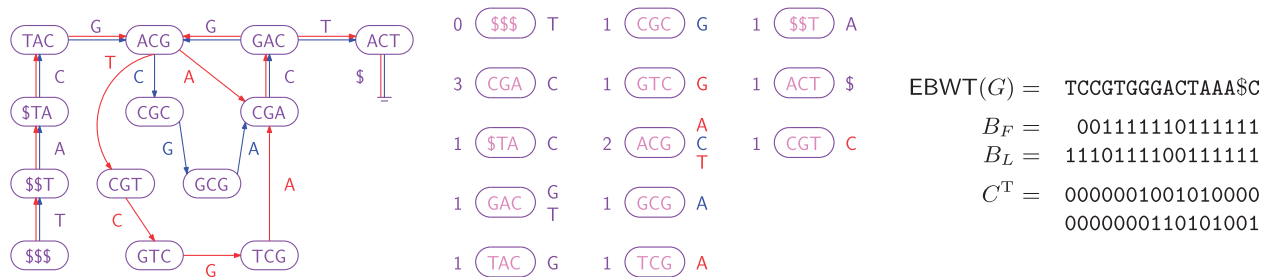 G G T
TAC ACG GAC ACT
T
C C A C $
$TA CGC CGA
A G A
$$T CGT GCG A
T C
$$$ GTC TCG
G
0 $$$ T 1 CGC G 1 $$T A
3 CGA C 1 GTC G 1 ACT $
A
1 $TA C 2 ACG C 1 CGT C
T
G
1 GAC 1 GCG A
T
1 TAC G 1 TCG A
EBWT(G) = TCCGTGGGACTAAA$C
B_F = 001111110111111
B_L = 1110111100111111
C^T = 0000001001010000
0000000110101001